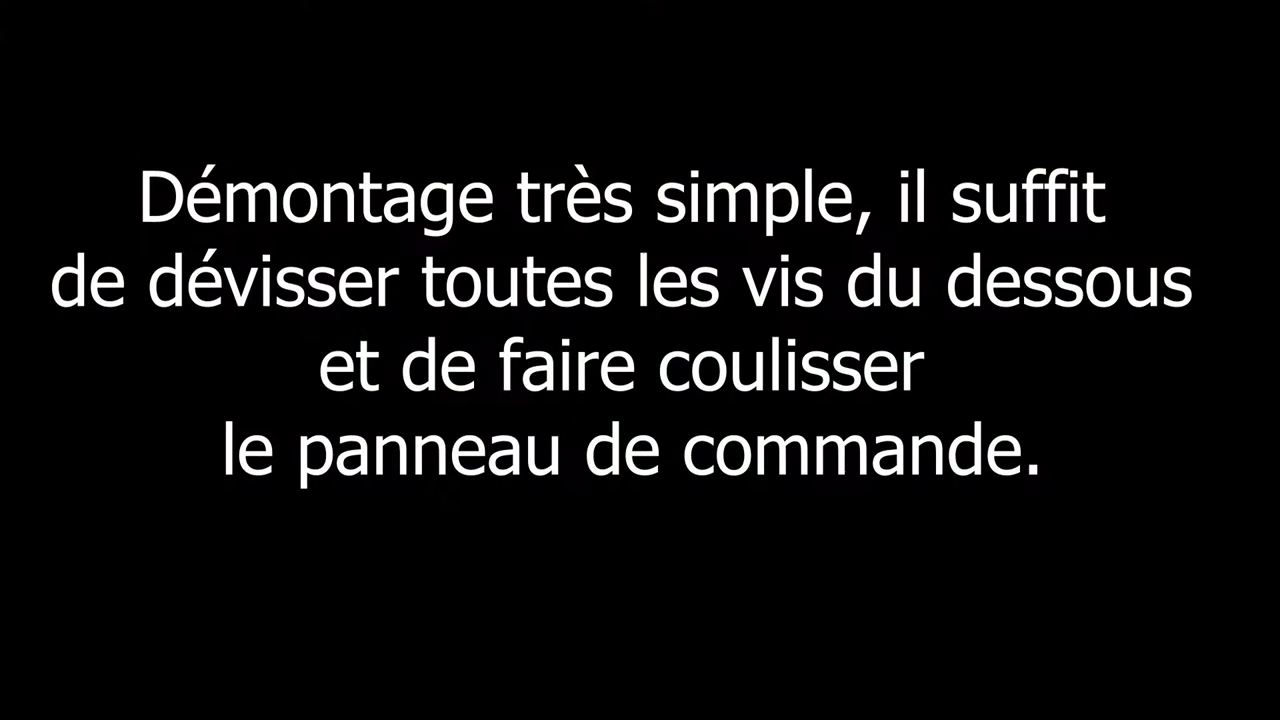 Démontage très simple, il suffit
de dévisser toutes les vis du dessous
et de faire coulisser
le panneau de commande.